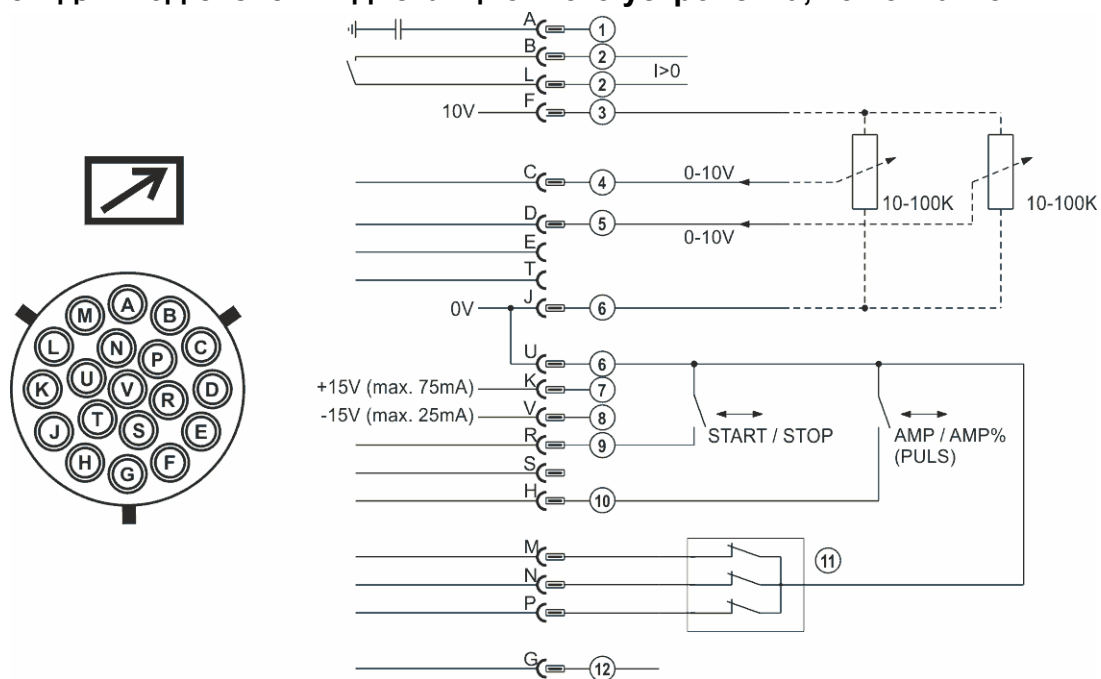 устройства,
A 1
B 2
L 2
I>0
10V F 3
C 4 0-10V
10-100K 10-100K
D 5
0-10V
E
T
0V J 6
U 6
+15V (max. 75mA) K 7
-15V (max. 25mA) V 8
START / STOP AMP / AMP%
(PULS)
R 9
S
H 10
M 11
N
P
G 12
A
M B
L N P C
K U V R D
J T S E
H G F